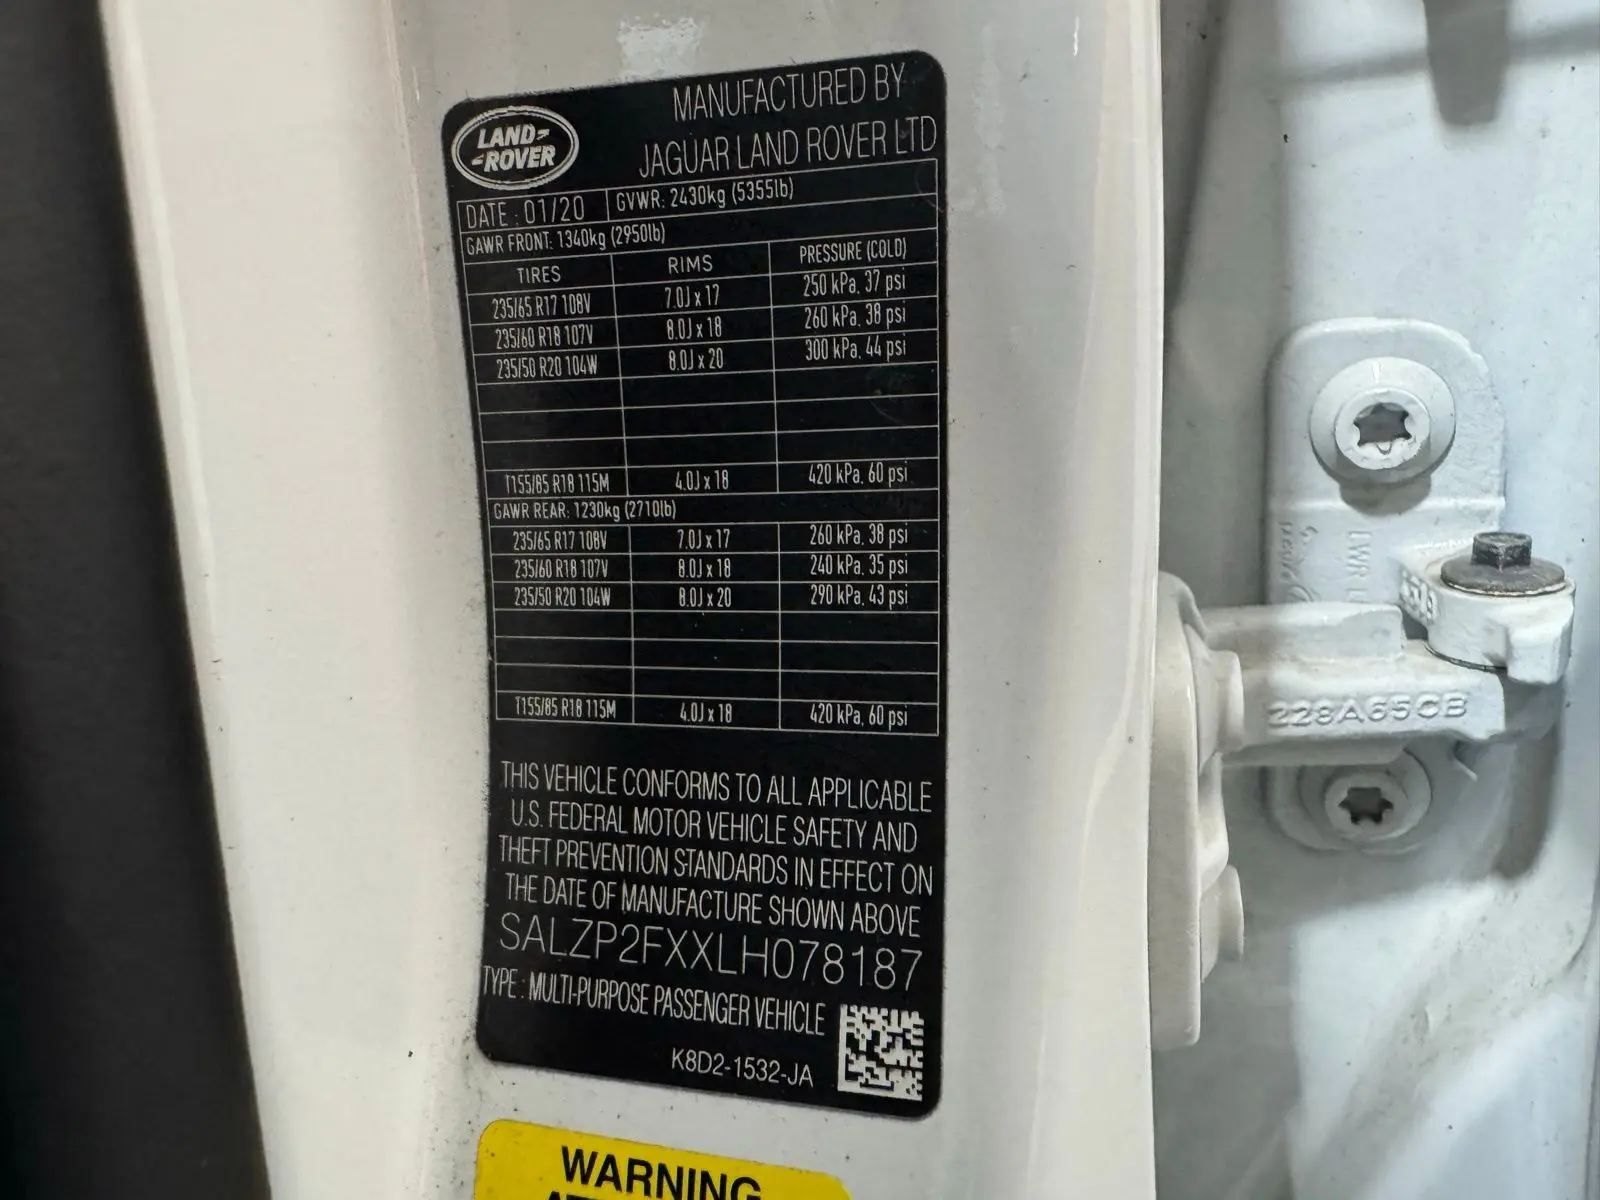 LAND-
-ROVER
MANUFACTURED BY
JAGUAR LAND ROVER LTD
DATE : 01/20 GVWR: 2430kg (5355lb)
GAWR FRONT: 1340kg (2950lb)
TIRES RIMS PRESSURE (COLD)
235/65 R17 108V 7.0J x 17 250 kPa, 37 psi
235/60 R18 107V 8.0J x 18 260 kPa, 38 psi
235/50 R20 104W 8.0J x 20 300 kPa, 44 psi
T155/85 R18 115M 4.0J x 18 420 kPa, 60 psi
GAWR REAR: 1230kg (2710lb)
235/65 R17 108V 7.0J x 17 260 kPa, 38 psi
235/60 R18 107V 8.0J x 18 240 kPa, 35 psi
235/50 R20 104W 8.0J x 20 290 kPa, 43 psi
T155/85 R18 115M 4.0J x 18 420 kPa, 60 psi
THIS VEHICLE CONFORMS TO ALL APPLICABLE
U.S. FEDERAL MOTOR VEHICLE SAFETY AND
THEFT PREVENTION STANDARDS IN EFFECT ON
THE DATE OF MANUFACTURE SHOWN ABOVE
SALZP2FXXLH078187
TYPE : MULTI-PURPOSE PASSENGER VEHICLE
K8D2-1532-JA
WARNING
228A650B